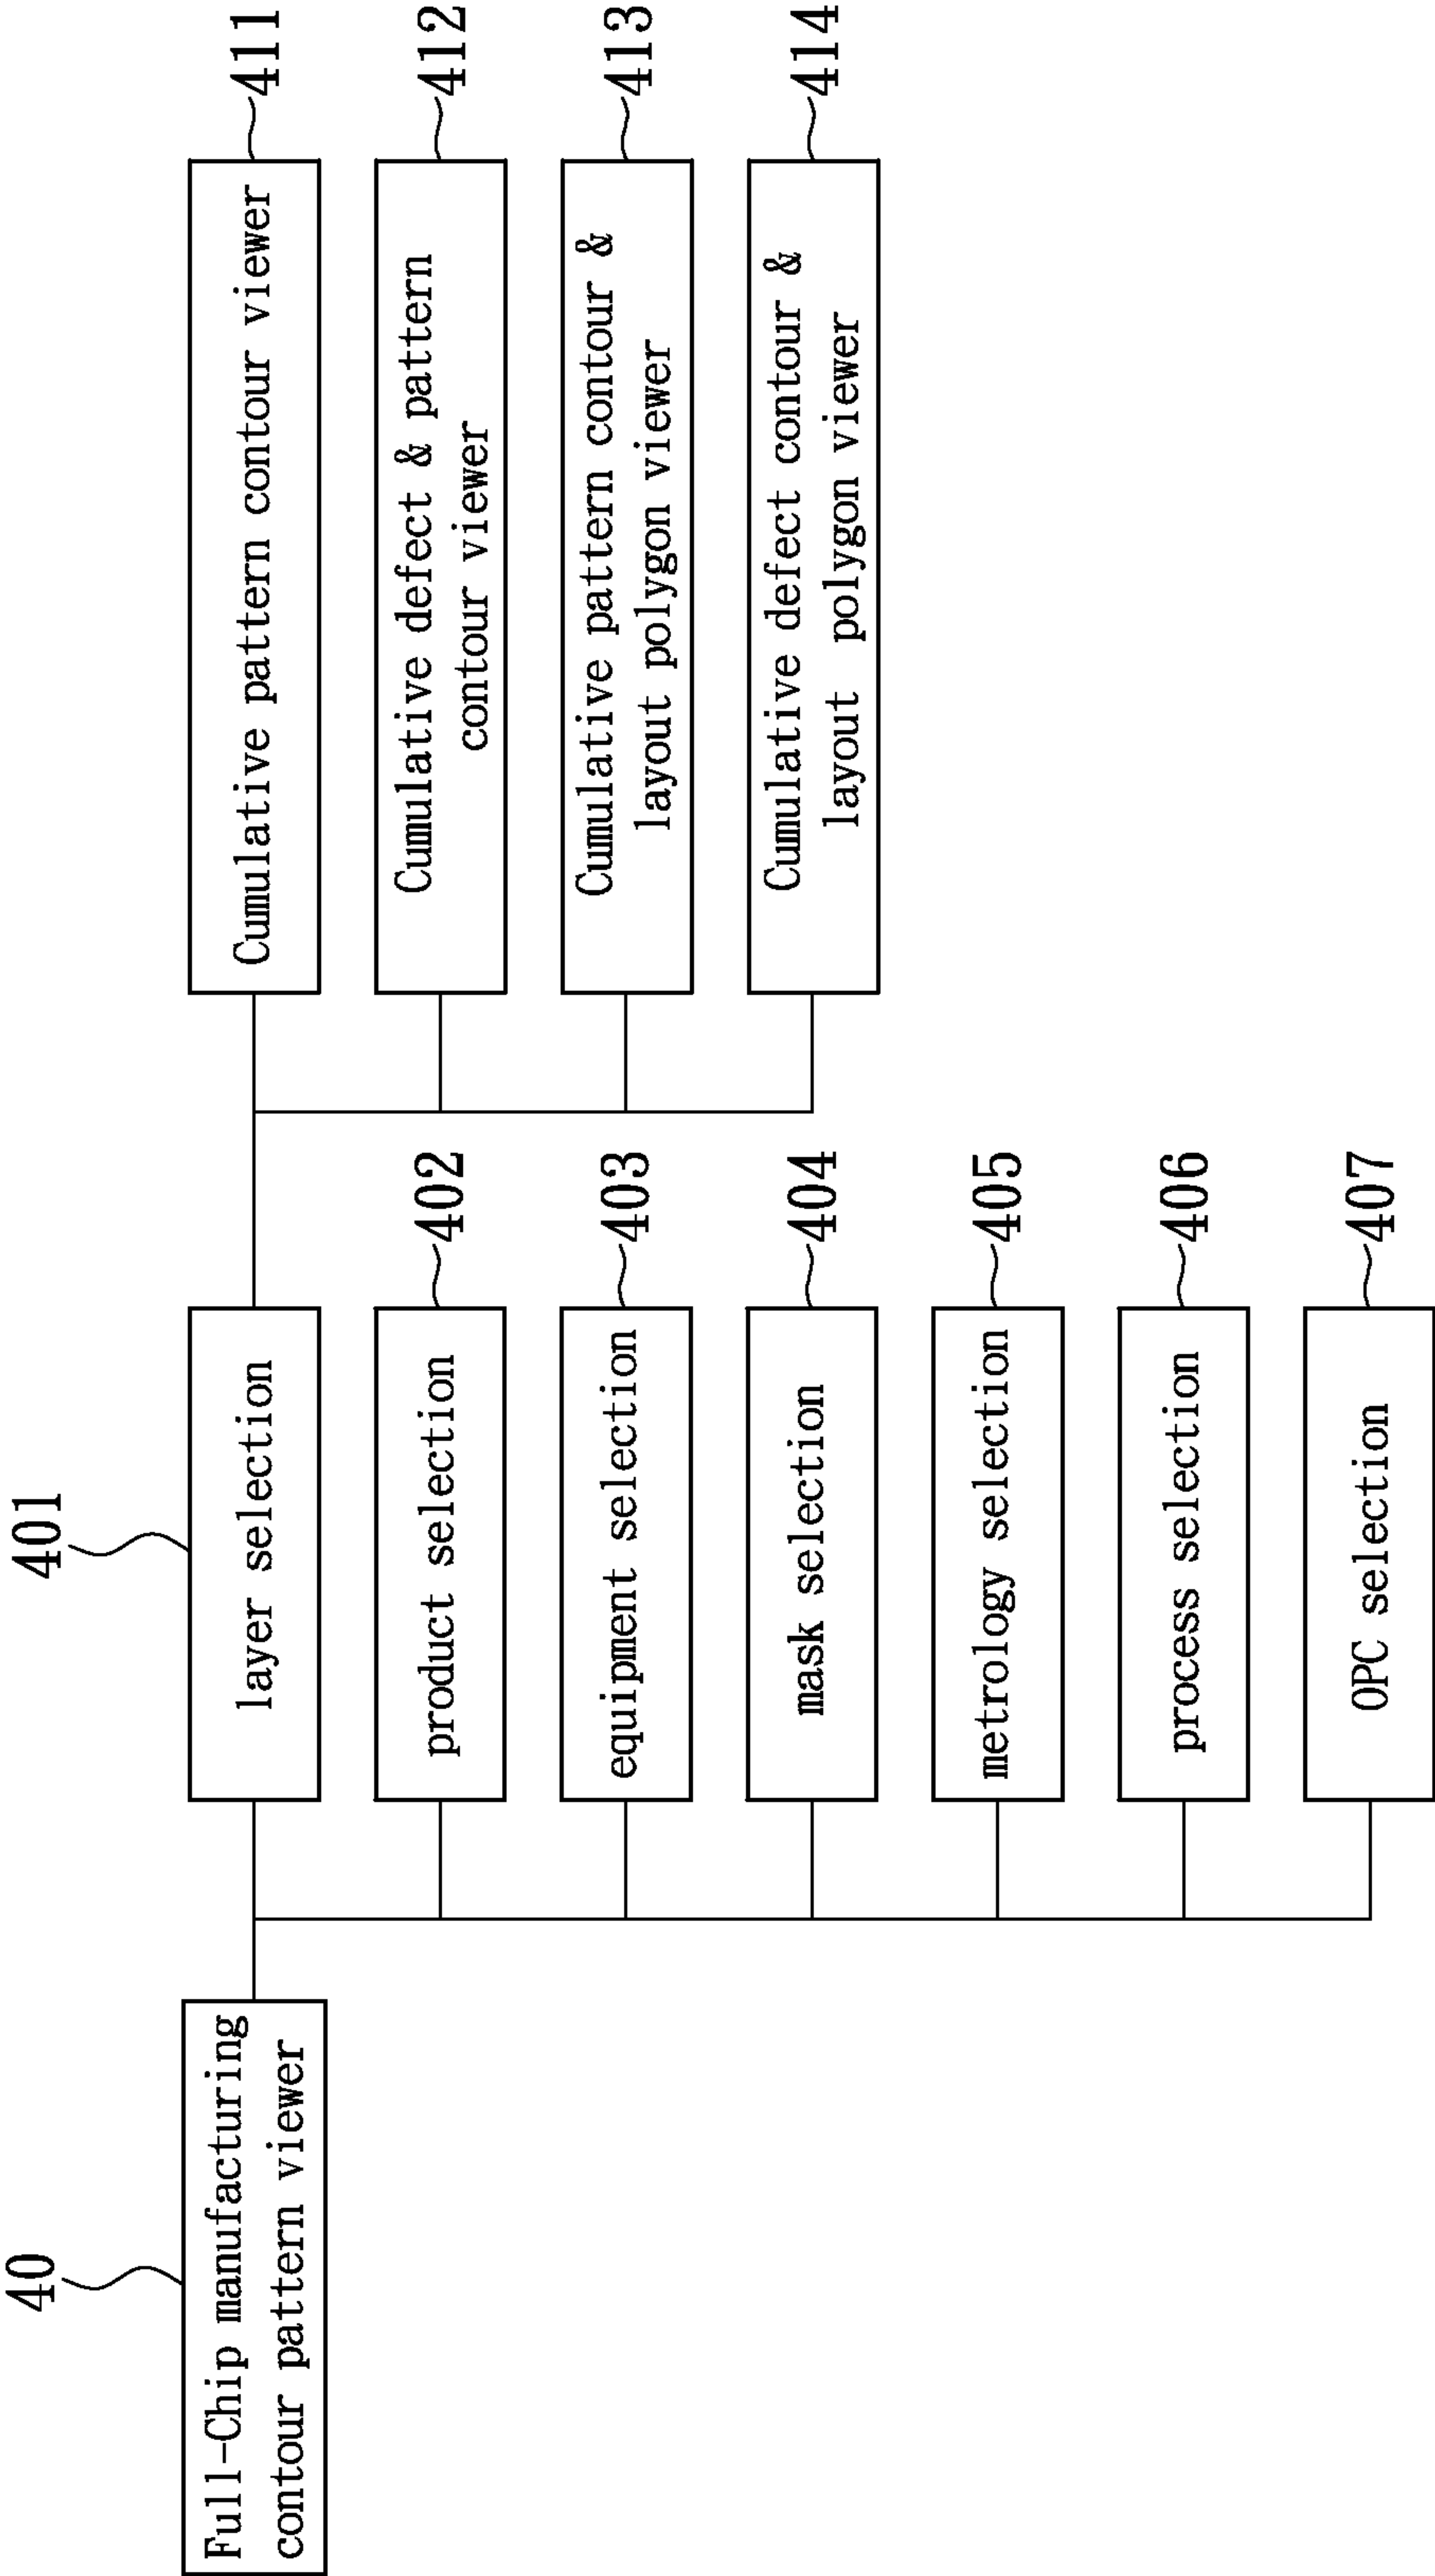 40
Full-Chip manufacturing
contour pattern viewer
401
layer selection
product selection
402
equipment selection
403
mask selection
404
metrology selection
405
process selection
406
OPC selection
407
Cumulative pattern contour viewer
411
Cumulative defect & pattern
contour viewer
412
Cumulative pattern contour &
layout polygon viewer
413
Cumulative defect contour &
layout polygon viewer
414